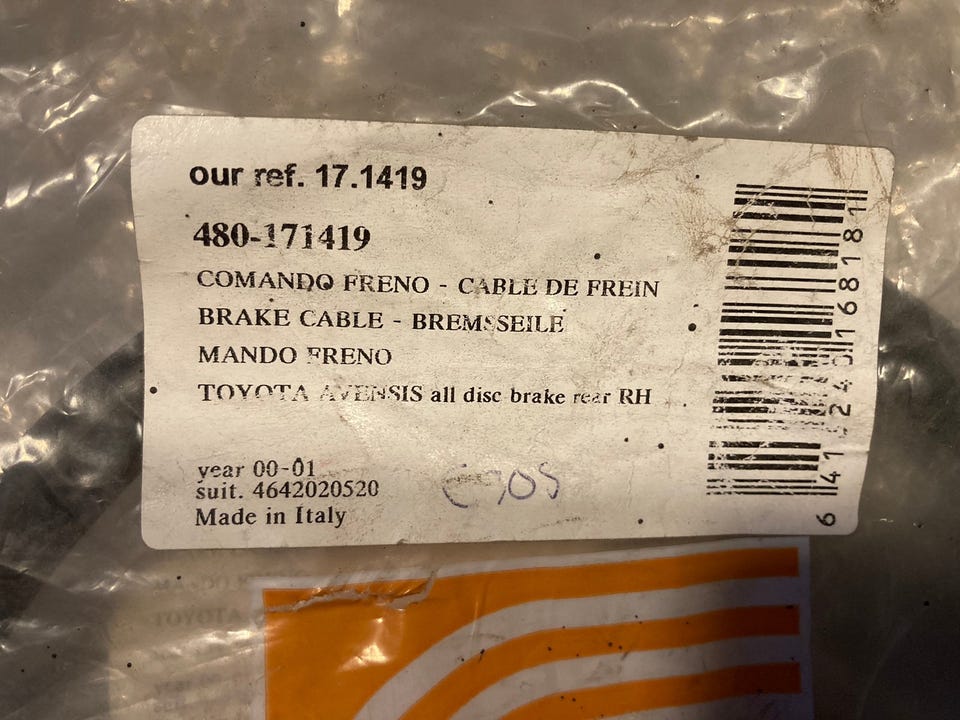 our ref. 17.1419
480-171419
COMANDO FRENO - CABLE DE FREIN
BRAKE CABLE - BREMSSEILE
MANDO FRENO
TOYOTA AVENSIS all disc brake rear RH
year 00-01
suit. 4642020520
Made in Italy